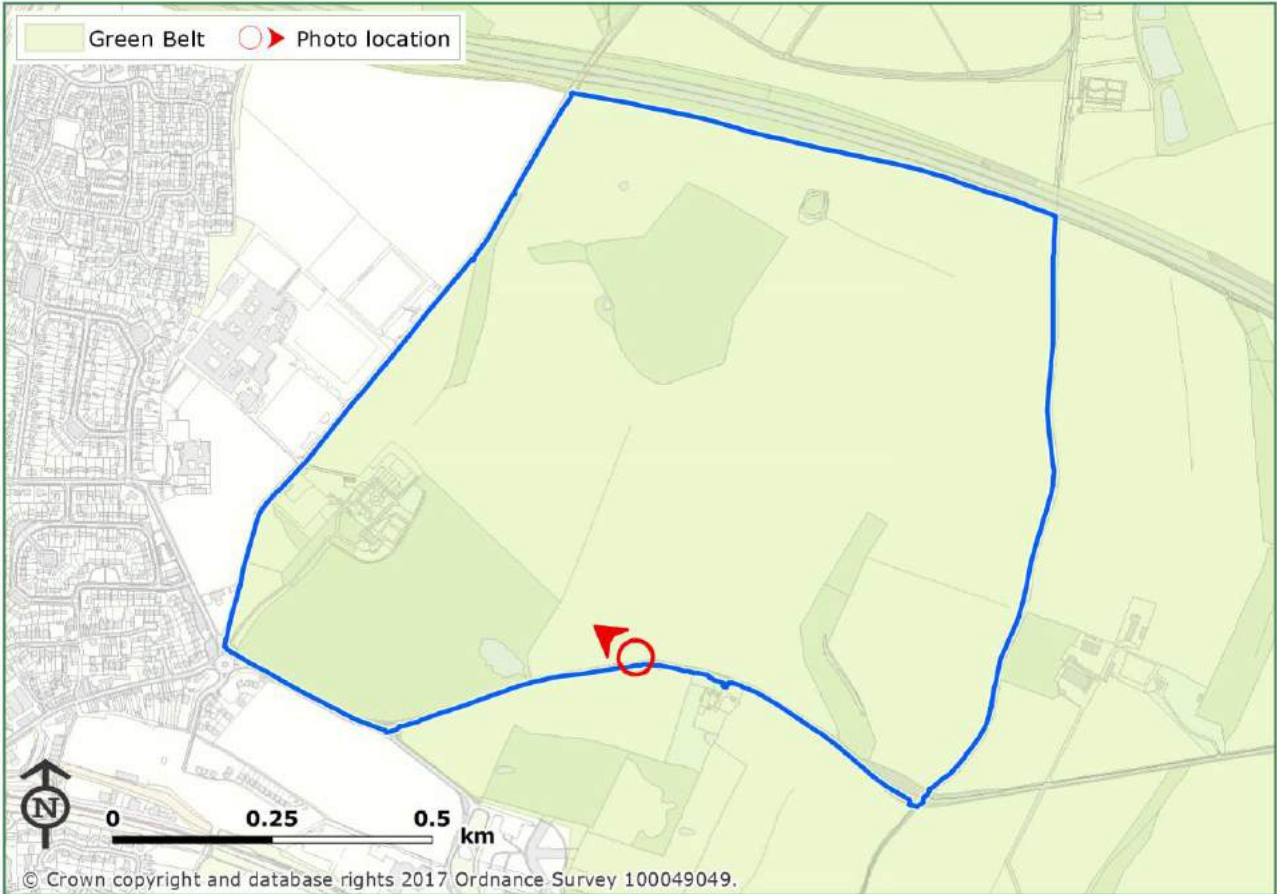 Green Belt Photo location
N
0 0.25 0.5
km
© Crown copyright and database rights 2017 Ordnance Survey 100049049.